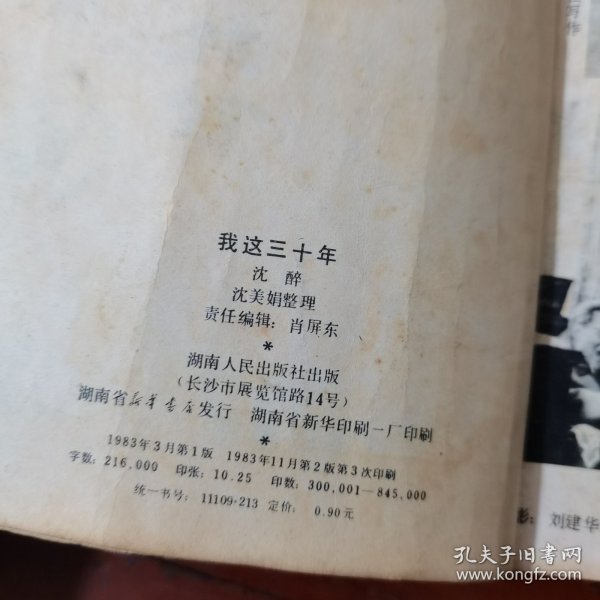 我这三十年
沈 醉
沈美娟整理
责任编辑：肖屏东
*
湖南人民出版社出版
（长沙市展览馆路14号）
湖南省新华书店发行 湖南省新华印刷一厂印刷
*
1983年3月第1版 1983年11月第2版第3次印刷
字数：216,000 印张：10.25 印数：300,001—845,000
统一书号：11109·213 定价：0.90元
影：刘建华
孔夫子旧书网
www.kongfz.com